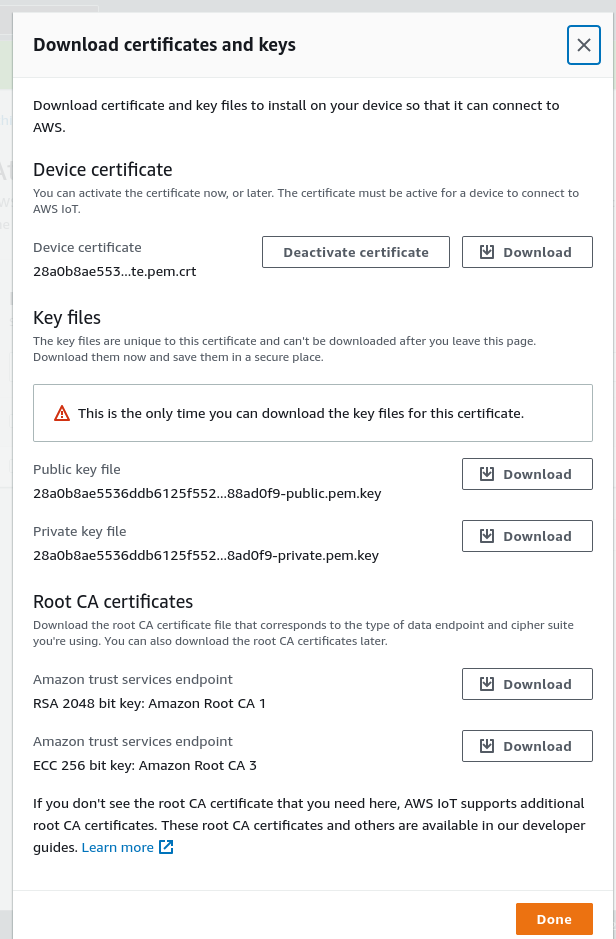 Download certificates and keys
Download certificate and key files to install on your device so that it can connect to
AWS.
Device certificate
You can activate the certificate now, or later. The certificate must be active for a device to connect to
AWS IoT.
Device certificate
28a0b8ae553...te.pem.crt
Deactivate certificate
Download
Key files
The key files are unique to this certificate and can't be downloaded after you leave this page.
Download them now and save them in a secure place.
This is the only time you can download the key files for this certificate.
Public key file
28a0b8ae5536ddb6125f552...88ad0f9-public.pem.key
Download
Private key file
28a0b8ae5536ddb6125f552...8ad0f9-private.pem.key
Download
Root CA certificates
Download the root CA certificate file that corresponds to the type of data endpoint and cipher suite
you're using. You can also download the root CA certificates later.
Amazon trust services endpoint
RSA 2048 bit key: Amazon Root CA 1
Download
Amazon trust services endpoint
ECC 256 bit key: Amazon Root CA 3
Download
If you don't see the root CA certificate that you need here, AWS IoT supports additional
root CA certificates. These root CA certificates and others are available in our developer
guides. Learn more
Done